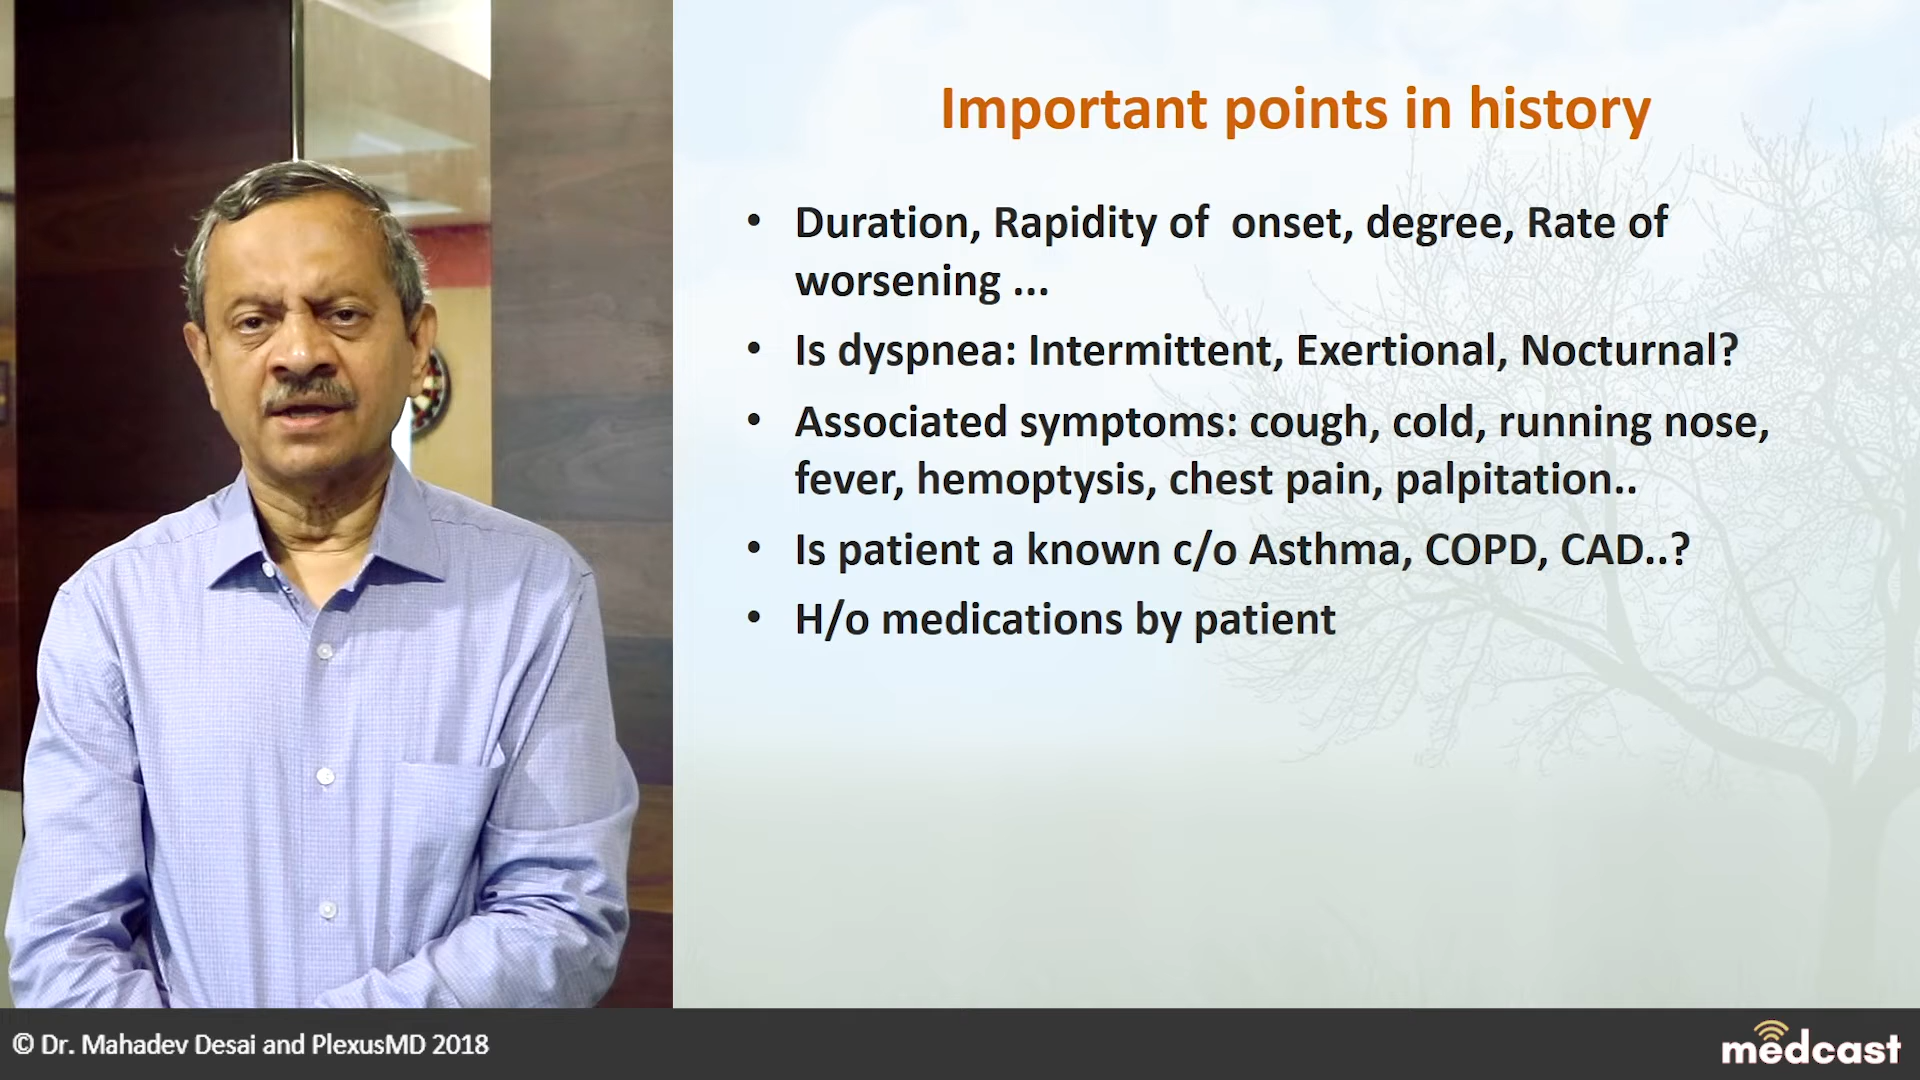 Important points in history
• Duration, Rapidity of onset, degree, Rate of
worsening ...
• Is dyspnea: Intermittent, Exertional, Nocturnal?
• Associated symptoms: cough, cold, running nose,
fever, hemoptysis, chest pain, palpitation..
• Is patient a known c/o Asthma, COPD, CAD..?
• H/o medications by patient
© Dr. Mahadev Desai and PlexusMD 2018
medcast